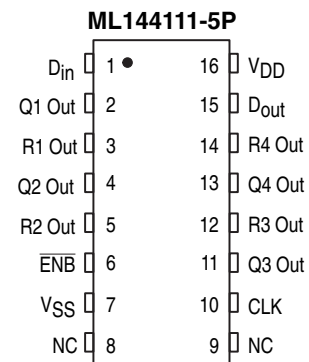 ML144111-5P
Din 1 16 VDD
Q1 Out 2 15 Dout
R1 Out 3 14 R4 Out
Q2 Out 4 13 Q4 Out
R2 Out 5 12 R3 Out
E̅N̅B̅ 6 11 Q3 Out
VSS 7 10 CLK
NC 8 9 NC